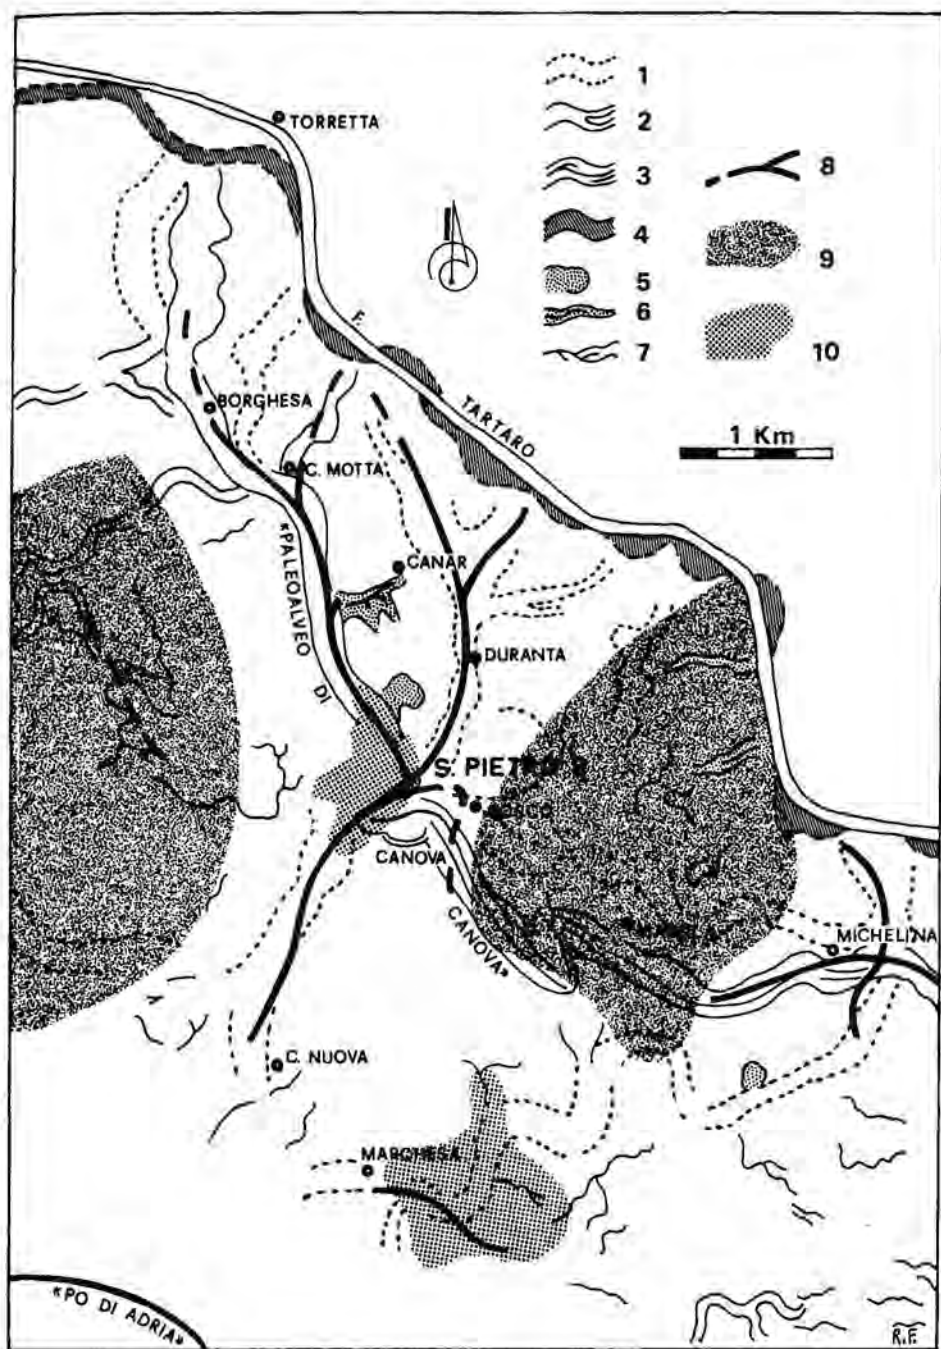 TORRETTA
1
2
3
4
5
6
7
8
9
10
1 Km
F. TARTARO
BORGHESA
C. MOTTA
«PALEOALVEO DI CANOVA»
CANAR
DURANTA
S. PIETRO
CANOVA
MICHELINA
C. NUOVA
MARCHESA
«PO DI ADRIA»
R.F.